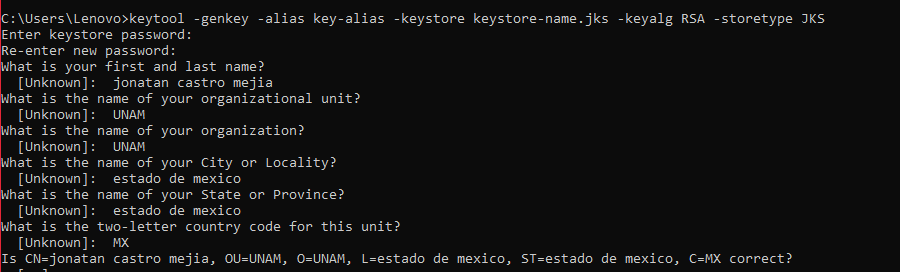 C:\Users\Lenovo>keytool -genkey -alias key-alias -keystore keystore-name.jks -keyalg RSA -storetype JKS
Enter keystore password:
Re-enter new password:
What is your first and last name?
  [Unknown]:  jonatan castro mejia
What is the name of your organizational unit?
  [Unknown]:  UNAM
What is the name of your organization?
  [Unknown]:  UNAM
What is the name of your City or Locality?
  [Unknown]:  estado de mexico
What is the name of your State or Province?
  [Unknown]:  estado de mexico
What is the two-letter country code for this unit?
  [Unknown]:  MX
Is CN=jonatan castro mejia, OU=UNAM, O=UNAM, L=estado de mexico, ST=estado de mexico, C=MX correct?